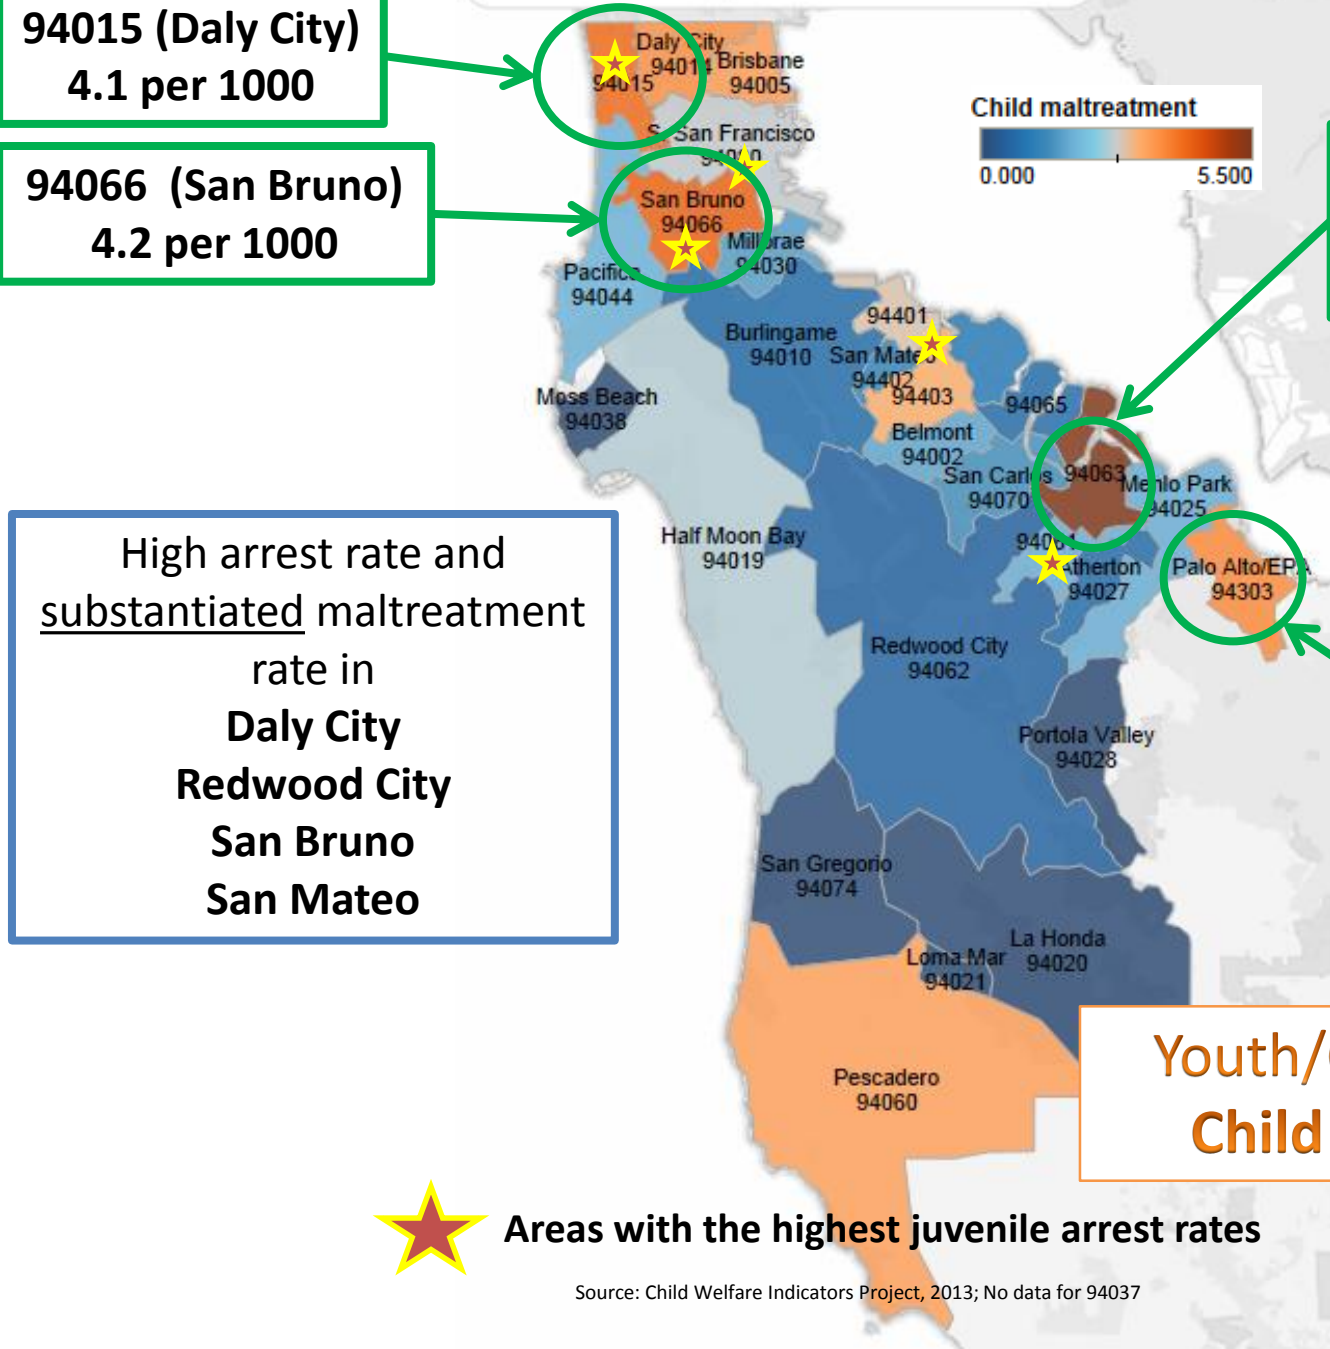 94015 (Daly City)
4.1 per 1000
94066 (San Bruno)
4.2 per 1000
Daly City
94014
94015
Brisbane
94005
S. San Francisco
San Bruno
94066
Millbrae
94030
Pacifica
94044
Child maltreatment
0.000
5.500
94401
Burlingame
94010
San Mateo
94402
94403
Moss Beach
94038
94065
Belmont
94002
San Carlos
94070
94063
Menlo Park
94025
Half Moon Bay
94019
94061
Atherton
94027
Palo Alto/EPA
94303
High arrest rate and
substantiated maltreatment
rate in
Daly City
Redwood City
San Bruno
San Mateo
Redwood City
94062
Portola Valley
94028
San Gregorio
94074
La Honda
94020
Loma Mar
94021
Pescadero
94060
Youth/
Child
Areas with the highest juvenile arrest rates
Source: Child Welfare Indicators Project, 2013; No data for 94037